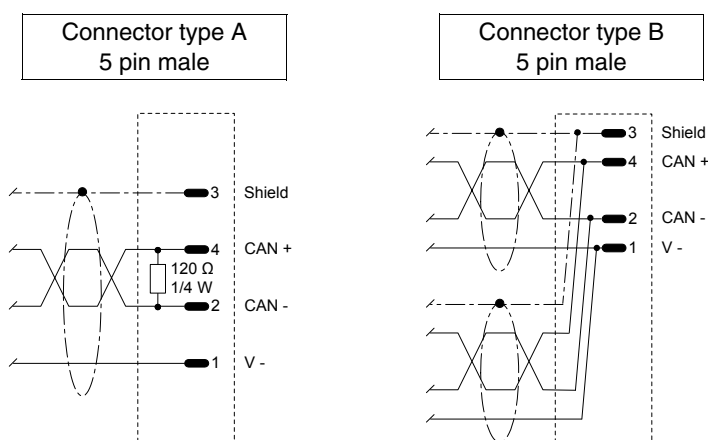 Connector type A
5 pin male
Connector type B
5 pin male
3 Shield
4 CAN +
120 Ω
1/4 W
2 CAN -
1 V -
3 Shield
4 CAN +
2 CAN -
1 V -